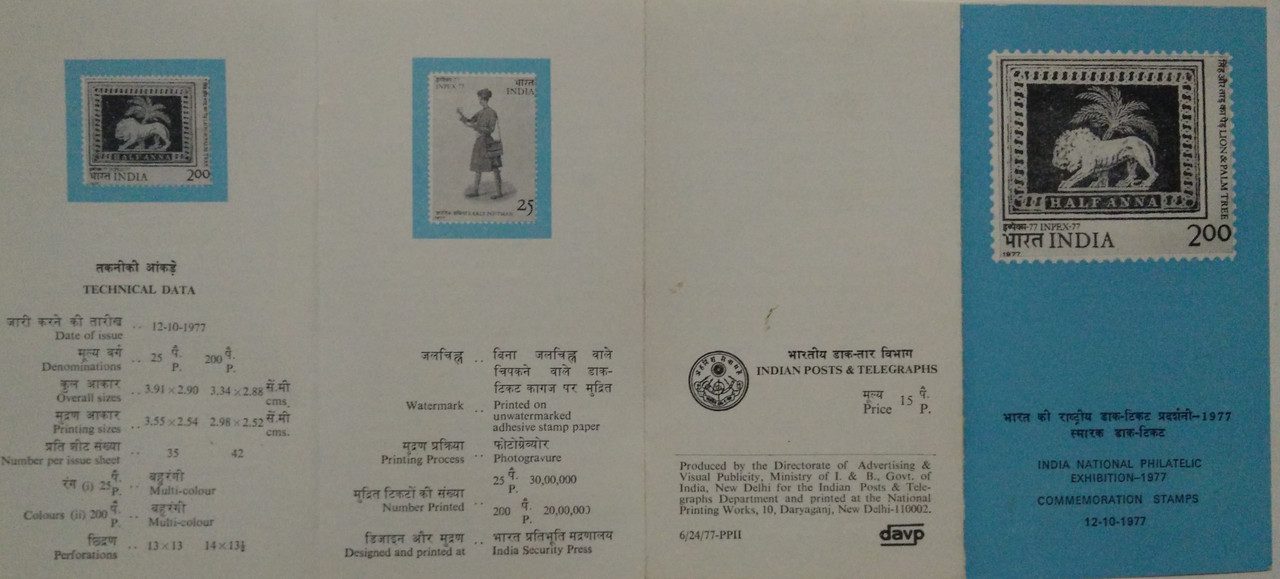 HALF ANNA
भारत INDIA
200
तकनीकी आंकड़े
TECHNICAL DATA
जारी करने की तारीख .. 12-10-1977
Date of issue
मूल्य वर्ग .. 25 पै. 200 पै.
Denominations P. P.
कुल आकार .. 3.91×2.90 3.34×2.88 सें.मी
Overall sizes cms.
मुद्रण आकार .. 3.55×2.54 2.98×2.52 सें.मी
Printing sizes cms.
प्रति शीट संख्या .. 35 42
Number per issue sheet
रंग (i) 25 पै. .. बहुरंगी
P. Multi-colour
Colours (ii) 200 पै. .. बहुरंगी
P. Multi-colour
छिद्रण .. 13×13 14×13½
Perforations
INPEX-77
भारत
INDIA
25
जलचिह्न .. बिना जलचिह्न वाले
चिपकने वाले डाक-
टिकट कागज पर मुद्रित
Watermark .. Printed on
unwatermarked
adhesive stamp paper
मुद्रण प्रक्रिया .. फोटोग्रेव्योर
Printing Process .. Photogravure
मुद्रित टिकटों की संख्या
Number Printed ..
25 पै. 30,00,000
P.
200 पै. 20,00,000
P.
डिजाइन और मुद्रण .. भारत प्रतिभूति मद्रणालय
Designed and printed at India Security Press
भारतीय डाक-तार विभाग
INDIAN POSTS & TELEGRAPHS
मूल्य 15 पै.
Price P.
Produced by the Directorate of Advertising &
Visual Publicity, Ministry of I. & B., Govt. of
India, New Delhi for the Indian Posts & Tele-
graphs Department and printed at the National
Printing Works, 10, Daryaganj, New Delhi-110002.
6/24/77-PPII
davp
सिंह और ताड़ का पेड़ LION & PALM TREE
HALF ANNA
इन्पेक्स-77 INPEX-77
भारत INDIA
200
1977
भारत की राष्ट्रीय डाक-टिकट प्रदर्शनी-1977
स्मारक डाक-टिकट
INDIA NATIONAL PHILATELIC
EXHIBITION-1977
COMMEMORATION STAMPS
12-10-1977